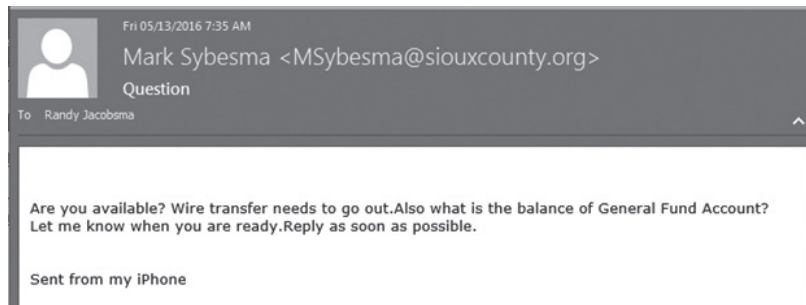 Fri 05/13/2016 7:35 AM
Mark Sybesma <MSybesma@siouxcounty.org>
Question
To Randy Jacobsma
Are you available? Wire transfer needs to go out.Also what is the balance of General Fund Account?
Let me know when you are ready.Reply as soon as possible.
Sent from my iPhone